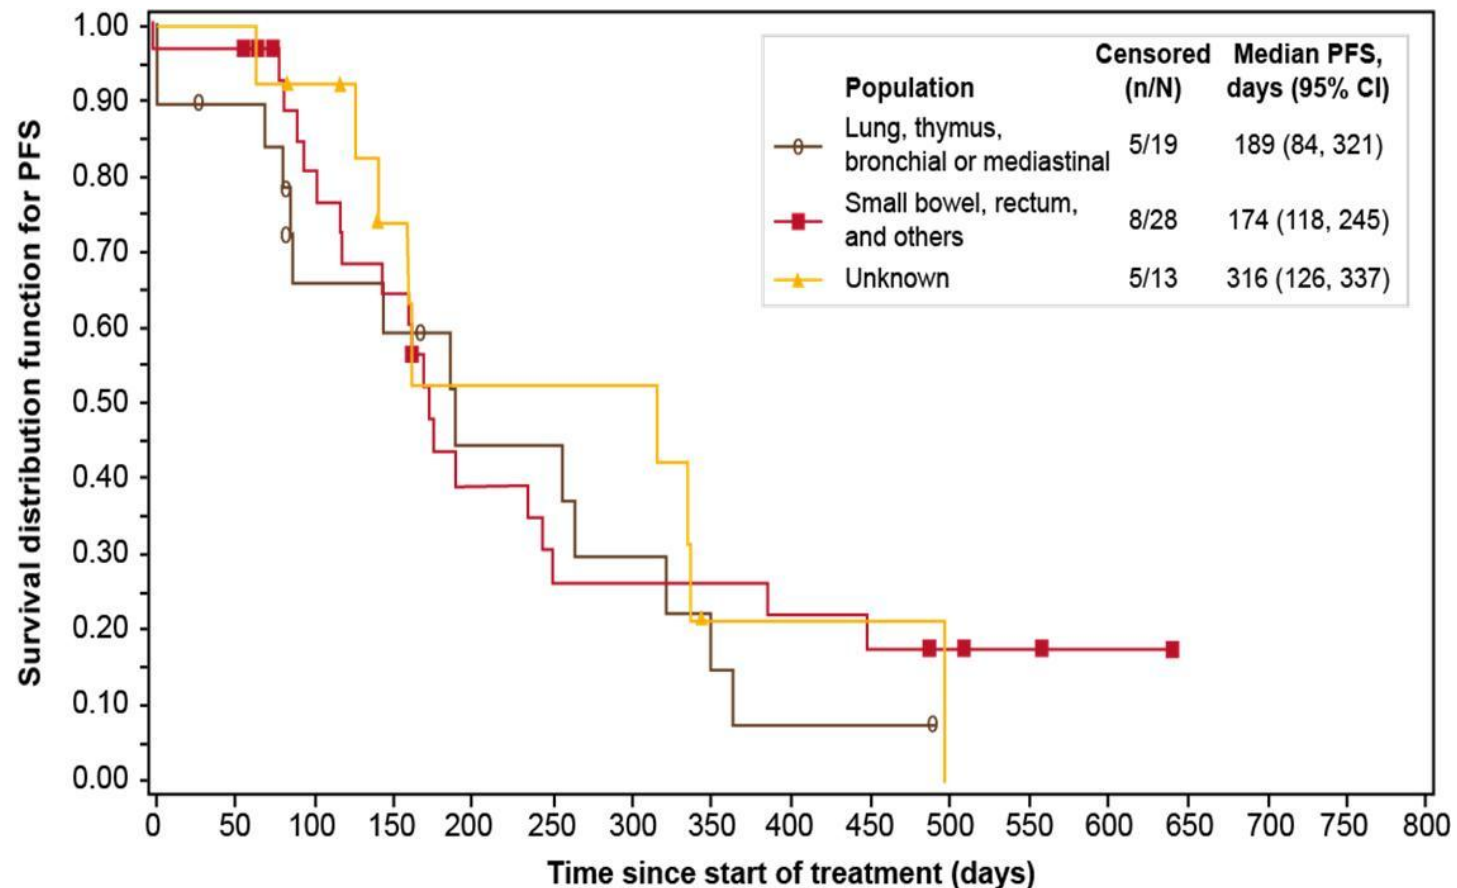 Survival distribution function for PFS
1.00
0.90
0.80
0.70
0.60
0.50
0.40
0.30
0.20
0.10
0.00
Population Censored (n/N) Median PFS, days (95% CI)
Lung, thymus, bronchial or mediastinal 5/19 189 (84, 321)
Small bowel, rectum, and others 8/28 174 (118, 245)
Unknown 5/13 316 (126, 337)
0 50 100 150 200 250 300 350 400 450 500 550 600 650 700 750 800
Time since start of treatment (days)